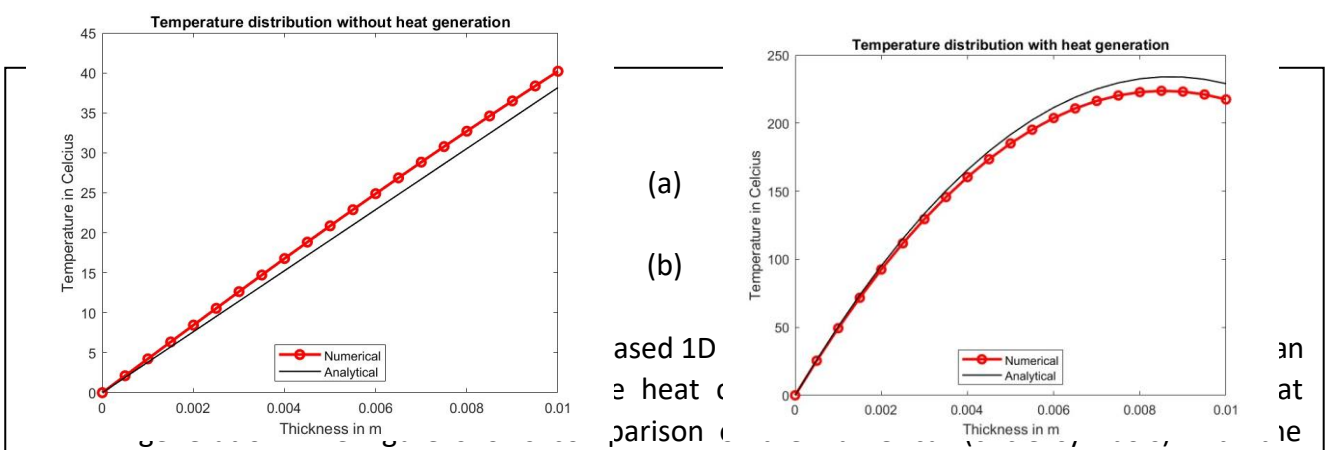 Temperature distribution without heat generation
45
40
35
30
25
20
15
10
5
0
Temperature in Celcius
Numerical
Analytical
0 0.002 0.004 0.006 0.008 0.01
Thickness in m
(a)
(b)
Temperature distribution with heat generation
250
200
150
100
50
0
Temperature in Celcius
Numerical
Analytical
0 0.002 0.004 0.006 0.008 0.01
Thickness in m
ased 1D an
e heat at
parison